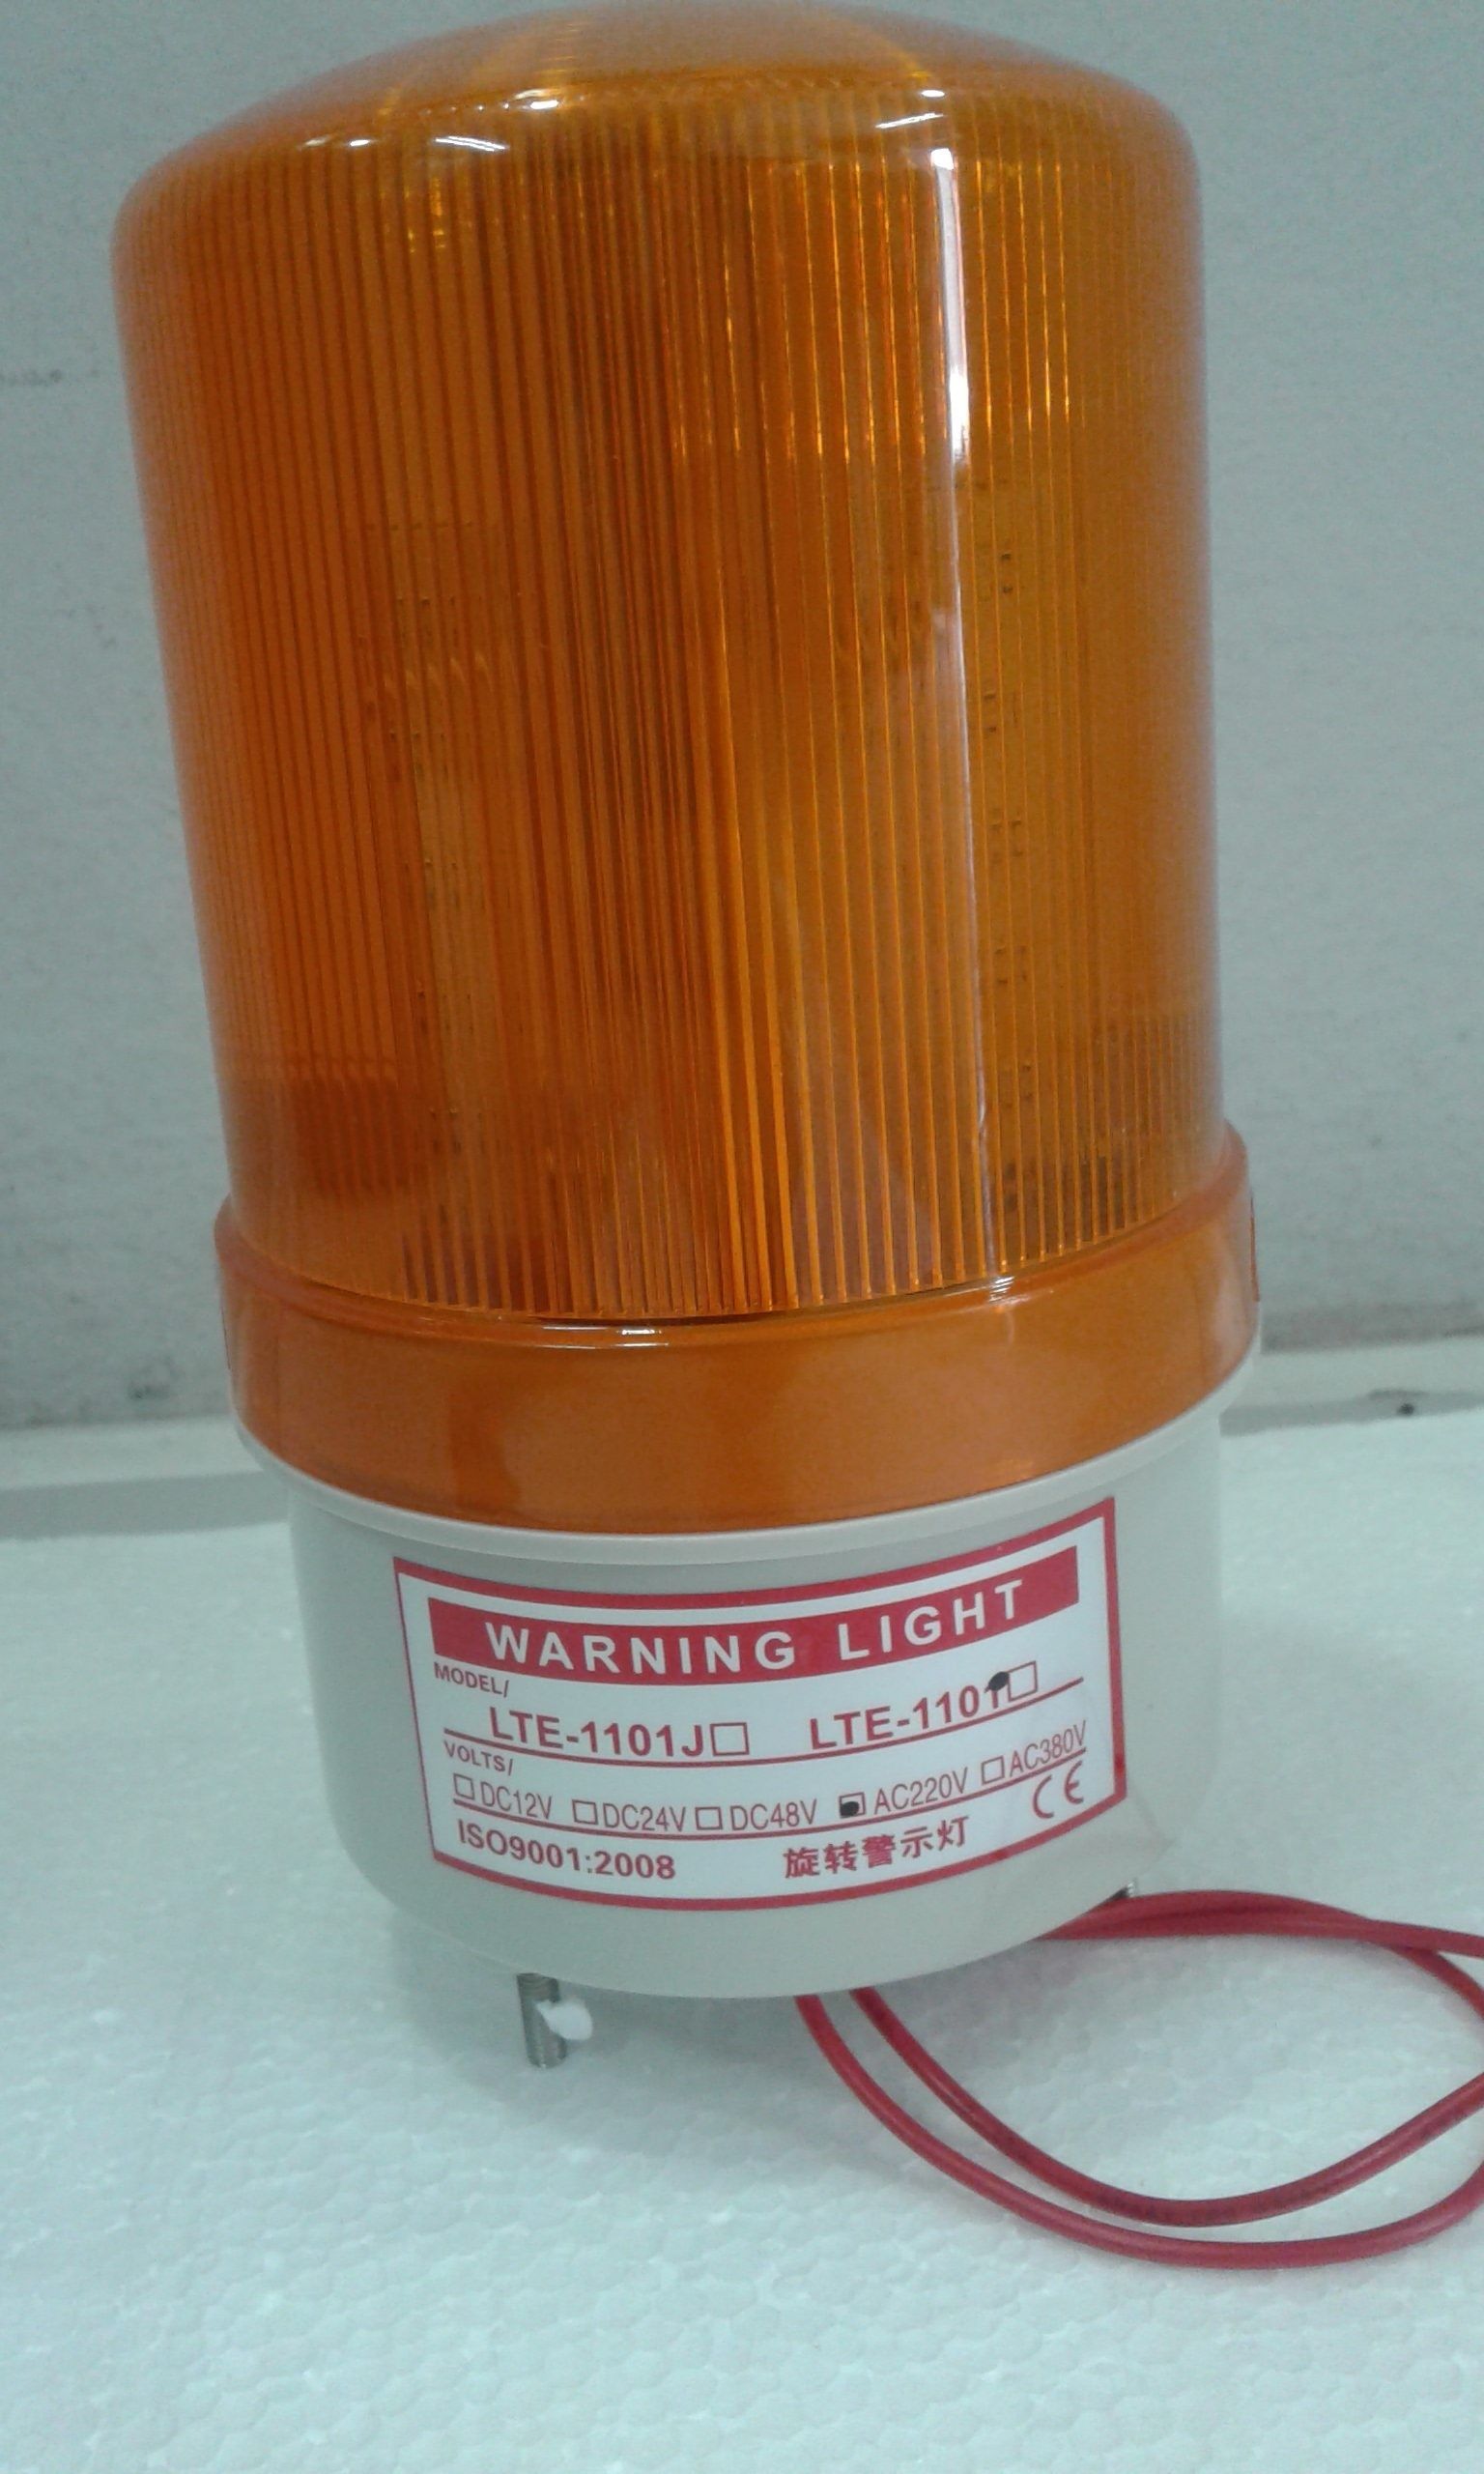 WARNING LIGHT
MODEL/
LTE-1101J□ LTE-1101□
VOLTS/
□DC12V □DC24V □DC48V ☑AC220V □AC380V
ISO9001:2008 旋转警示灯 CE